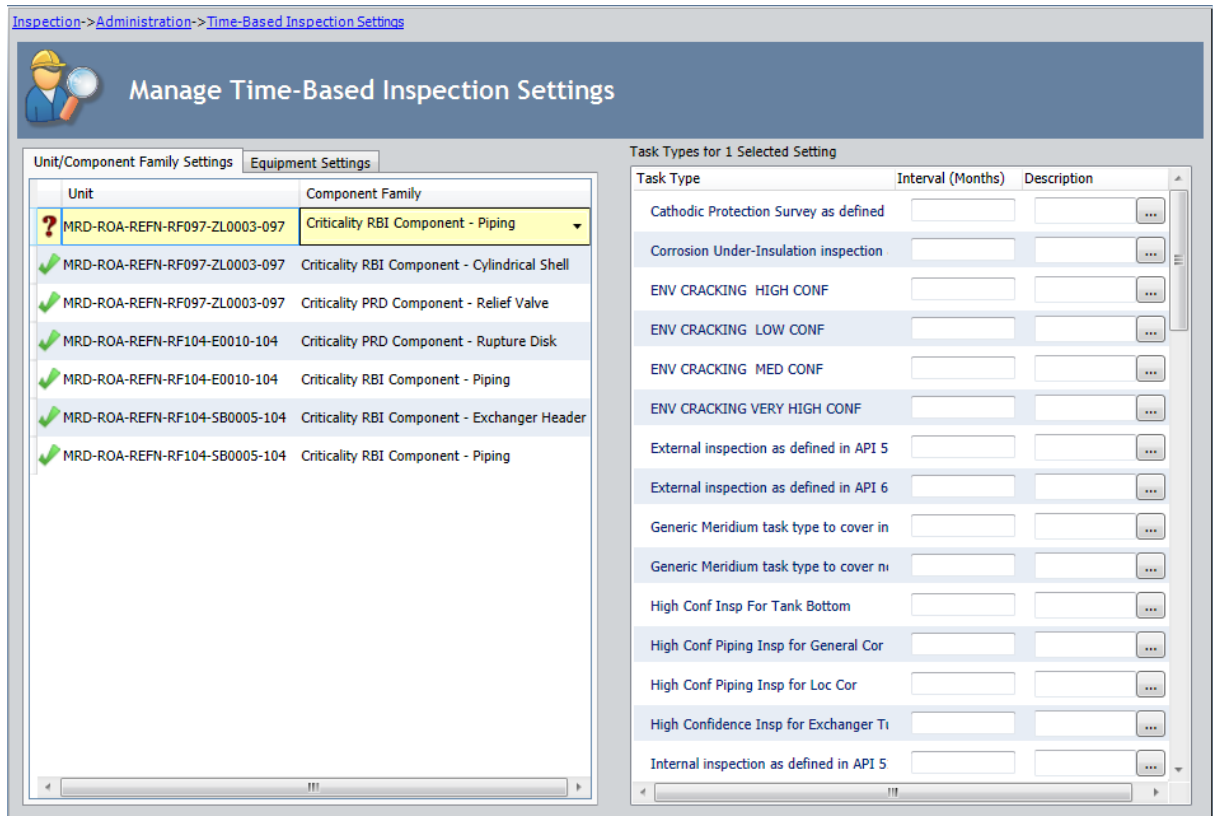 Inspection->Administration->Time-Based Inspection Settings
Manage Time-Based Inspection Settings
Unit/Component Family Settings Equipment Settings
Unit Component Family
? MRD-ROA-REFN-RF097-ZL0003-097 Criticality RBI Component - Piping
MRD-ROA-REFN-RF097-ZL0003-097 Criticality RBI Component - Cylindrical Shell
MRD-ROA-REFN-RF097-ZL0003-097 Criticality PRD Component - Relief Valve
MRD-ROA-REFN-RF104-E0010-104 Criticality PRD Component - Rupture Disk
MRD-ROA-REFN-RF104-E0010-104 Criticality RBI Component - Piping
MRD-ROA-REFN-RF104-SB0005-104 Criticality RBI Component - Exchanger Header
MRD-ROA-REFN-RF104-SB0005-104 Criticality RBI Component - Piping
Task Types for 1 Selected Setting
Task Type Interval (Months) Description
Cathodic Protection Survey as defined ...
Corrosion Under-Insulation inspection ...
ENV CRACKING  HIGH CONF ...
ENV CRACKING  LOW CONF ...
ENV CRACKING  MED CONF ...
ENV CRACKING VERY HIGH CONF ...
External inspection as defined in API 5 ...
External inspection as defined in API 6 ...
Generic Meridium task type to cover in ...
Generic Meridium task type to cover ...
High Conf Insp For Tank Bottom ...
High Conf Piping Insp for General Cor ...
High Conf Piping Insp for Loc Cor ...
High Confidence Insp for Exchanger ...
Internal inspection as defined in API 5 ...